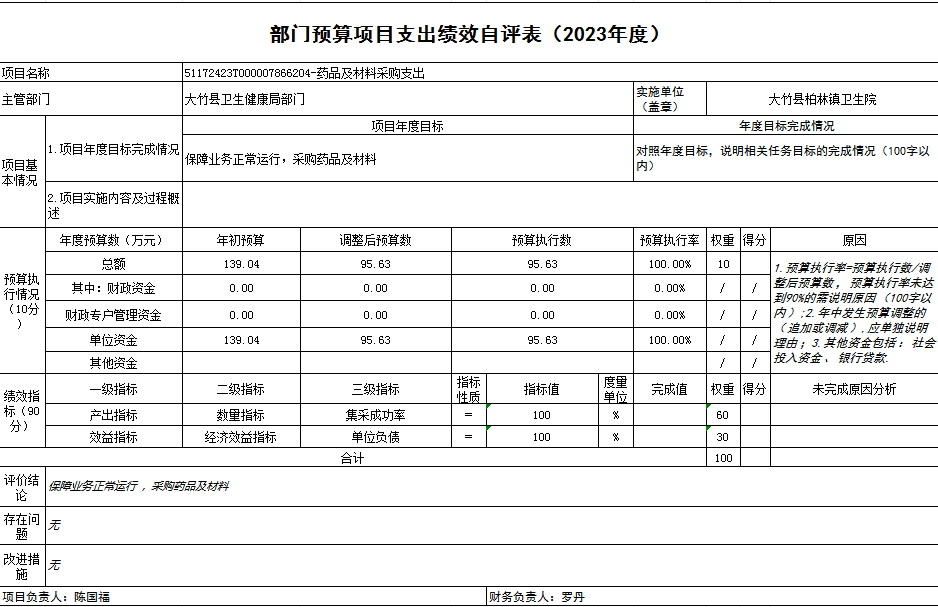 部门预算项目支出绩效自评表（2023年度）
项目名称 51172423T000007866204-药品及材料采购支出
主管部门 大竹县卫生健康局部门 实施单位（盖章） 大竹县柏林镇卫生院
项目基本情况 1.项目年度目标完成情况 项目年度目标 年度目标完成情况
保障业务正常运行，采购药品及材料 对照年度目标，说明相关任务目标的完成情况（100字以内）
2.项目实施内容及过程概述
预算执行情况（10分） 年度预算数（万元） 年初预算 调整后预算数 预算执行数 预算执行率 权重 得分 原因
总额 139.04 95.63 95.63 100.00% 10
其中：财政资金 0.00 0.00 0.00 0.00% / /
财政专户管理资金 0.00 0.00 0.00 0.00% / /
单位资金 139.04 95.63 95.63 100.00% / /
其他资金 / /
1.预算执行率=预算执行数/调整后预算数，预算执行率未达到90%的需说明原因（100字以内）;2.年中发生预算调整的（追加或调减）,应单独说明理由；3.其他资金包括：社会投入资金、银行贷款.
绩效指标（90分） 一级指标 二级指标 三级指标 指标性质 指标值 度量单位 完成值 权重 得分 未完成原因分析
产出指标 数量指标 集采成功率 ＝ 100 % 60
效益指标 经济效益指标 单位负债 ＝ 100 % 30
合计 100
评价结论 保障业务正常运行，采购药品及材料
存在问题 无
改进措施 无
项目负责人：陈国福 财务负责人：罗丹